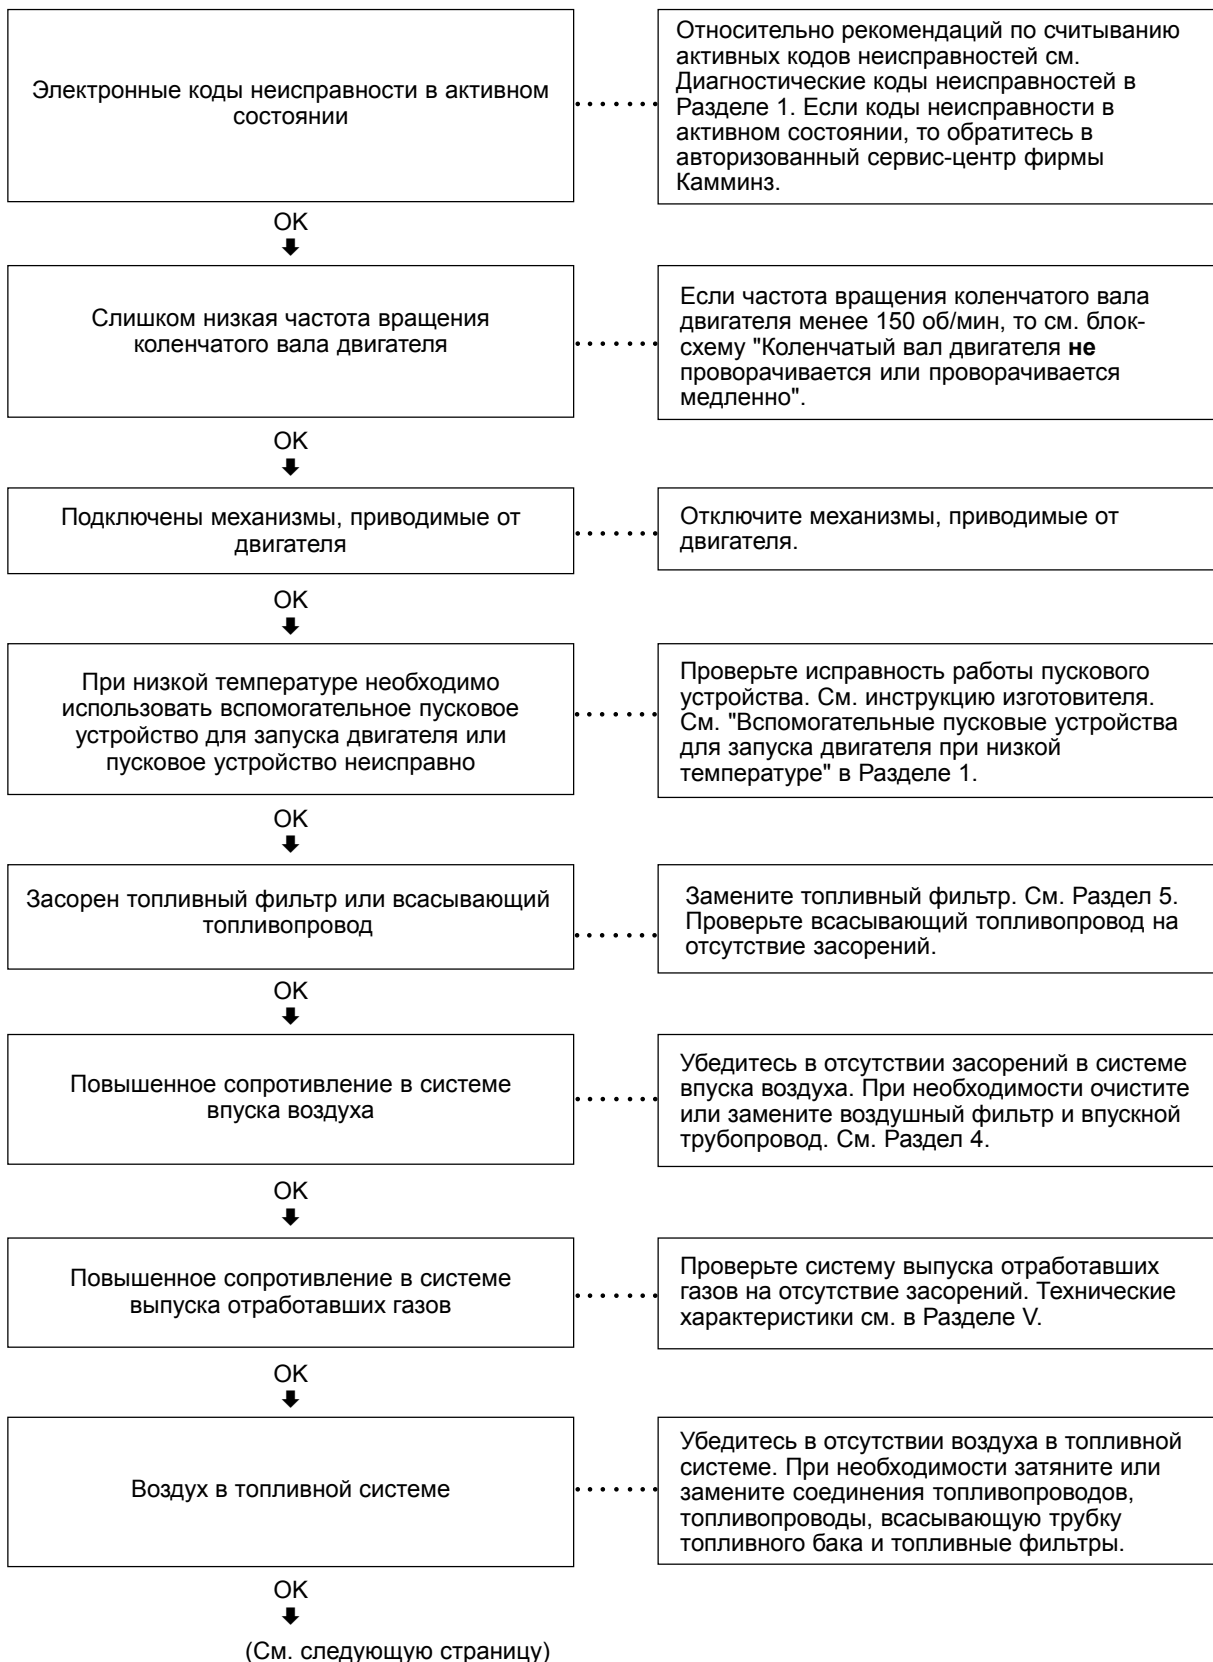 Электронные коды неисправности в активном
состоянии
Относительно рекомендаций по считыванию
активных кодов неисправностей см.
Диагностические коды неисправностей в
Разделе 1. Если коды неисправности в
активном состоянии, то обратитесь в
авторизованный сервис-центр фирмы
Камминз.
OK
Слишком низкая частота вращения
коленчатого вала двигателя
Если частота вращения коленчатого вала
двигателя менее 150 об/мин, то см. блок-
схему "Коленчатый вал двигателя не
проворачивается или проворачивается
медленно".
OK
Подключены механизмы, приводимые от
двигателя
Отключите механизмы, приводимые от
двигателя.
OK
При низкой температуре необходимо
использовать вспомогательное пусковое
устройство для запуска двигателя или
пусковое устройство неисправно
Проверьте исправность работы пускового
устройства. См. инструкцию изготовителя.
См. "Вспомогательные пусковые устройства
для запуска двигателя при низкой
температуре" в Разделе 1.
OK
Засорен топливный фильтр или всасывающий
топливопровод
Замените топливный фильтр. См. Раздел 5.
Проверьте всасывающий топливопровод на
отсутствие засорений.
OK
Повышенное сопротивление в системе
впуска воздуха
Убедитесь в отсутствии засорений в системе
впуска воздуха. При необходимости очистите
или замените воздушный фильтр и впускной
трубопровод. См. Раздел 4.
OK
Повышенное сопротивление в системе
выпуска отработавших газов
Проверьте систему выпуска отработавших
газов на отсутствие засорений. Технические
характеристики см. в Разделе V.
OK
Воздух в топливной системе
Убедитесь в отсутствии воздуха в топливной
системе. При необходимости затяните или
замените соединения топливопроводов,
топливопроводы, всасывающую трубку
топливного бака и топливные фильтры.
OK
(См. следующую страницу)